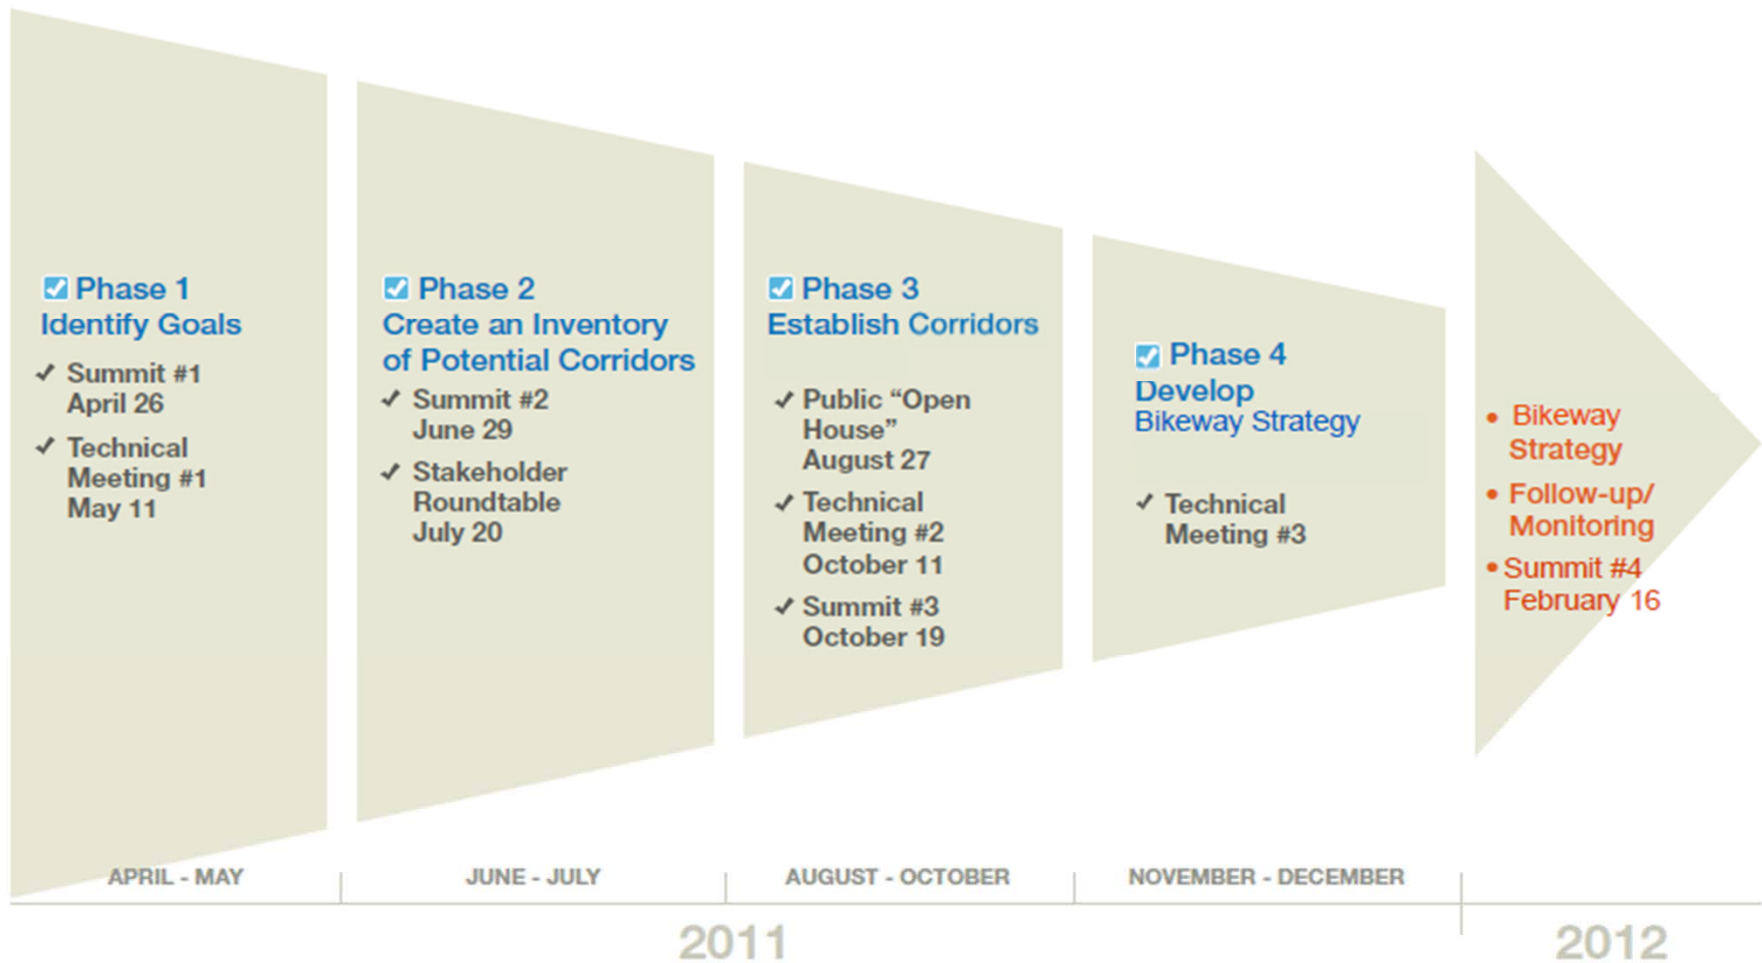 Phase 1
Identify Goals
Summit #1
April 26
Technical
Meeting #1
May 11
Phase 2
Create an Inventory
of Potential Corridors
Summit #2
June 29
Stakeholder
Roundtable
July 20
Phase 3
Establish Corridors
Public “Open
House”
August 27
Technical
Meeting #2
October 11
Summit #3
October 19
Phase 4
Develop
Bikeway Strategy
Technical
Meeting #3
• Bikeway
Strategy
• Follow-up/
Monitoring
• Summit #4
February 16
APRIL - MAY
JUNE - JULY
AUGUST - OCTOBER
NOVEMBER - DECEMBER
2011
2012